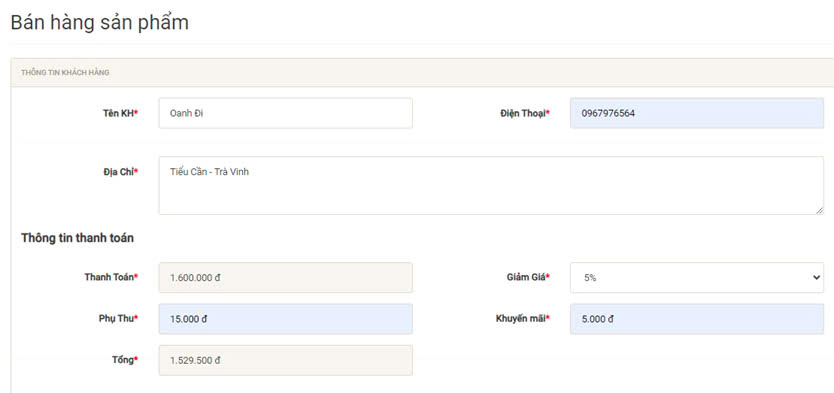 Bán hàng sản phẩm
THÔNG TIN KHÁCH HÀNG
Tên KH* Oanh Đi Điện Thoại* 0967976564
Địa Chỉ* Tiểu Cần - Trà Vinh
Thông tin thanh toán
Thanh Toán* 1.600.000 đ Giảm Giá* 5%
Phụ Thu* 15.000 đ Khuyến mãi* 5.000 đ
Tổng* 1.529.500 đ